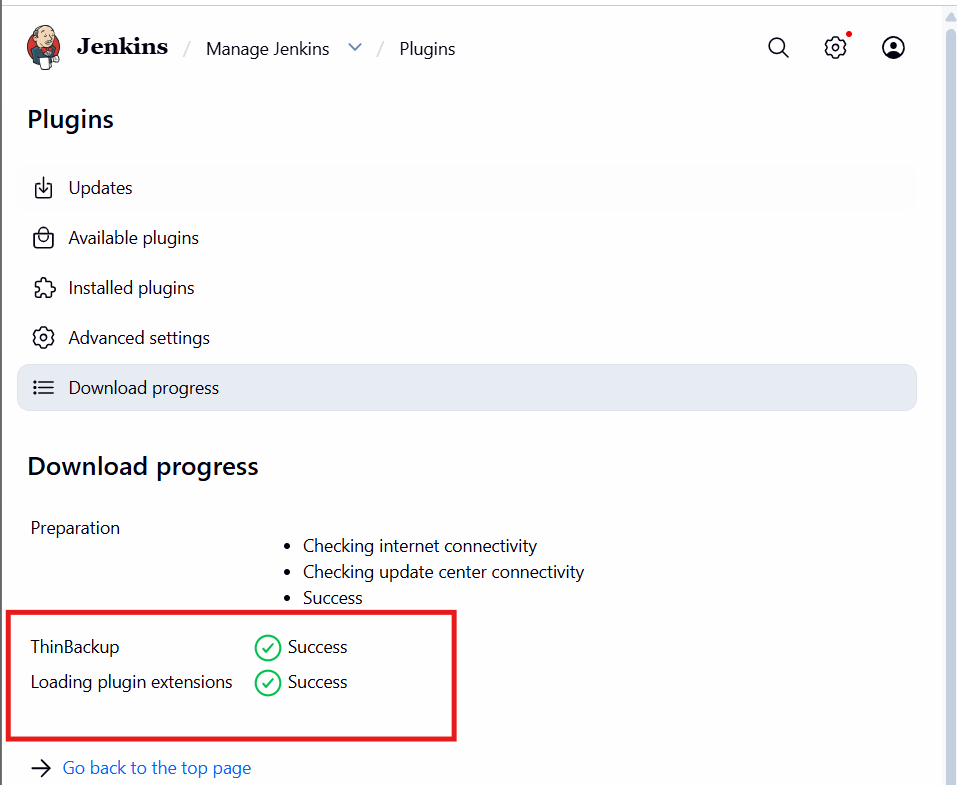 Jenkins / Manage Jenkins / Plugins
Plugins
Updates
Available plugins
Installed plugins
Advanced settings
Download progress
Download progress
Preparation
Checking internet connectivity
Checking update center connectivity
Success
ThinBackup Success
Loading plugin extensions Success
Go back to the top page